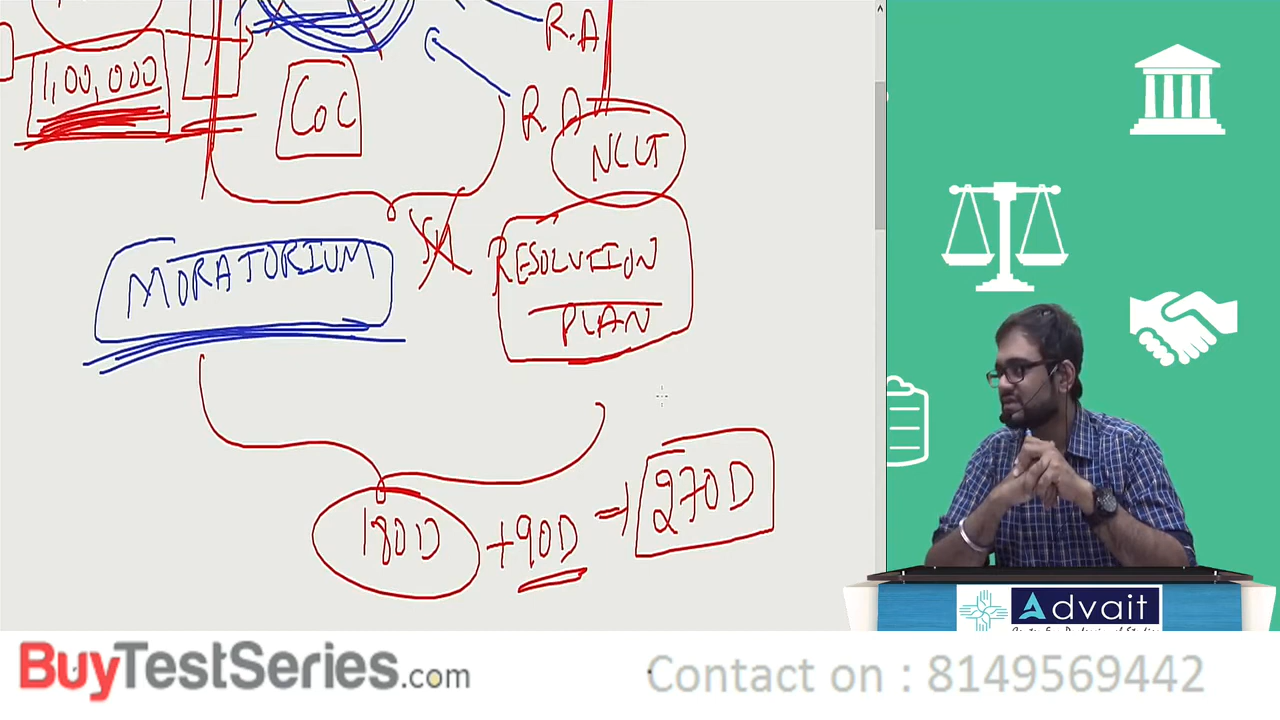 R.A
1,00,000
CoC
R.A
NCLT
MORATORIUM
RESOLUTION
PLAN
180D + 90D ⇒ 270D
Advait
BuyTestSeries.com
Contact on : 8149569442